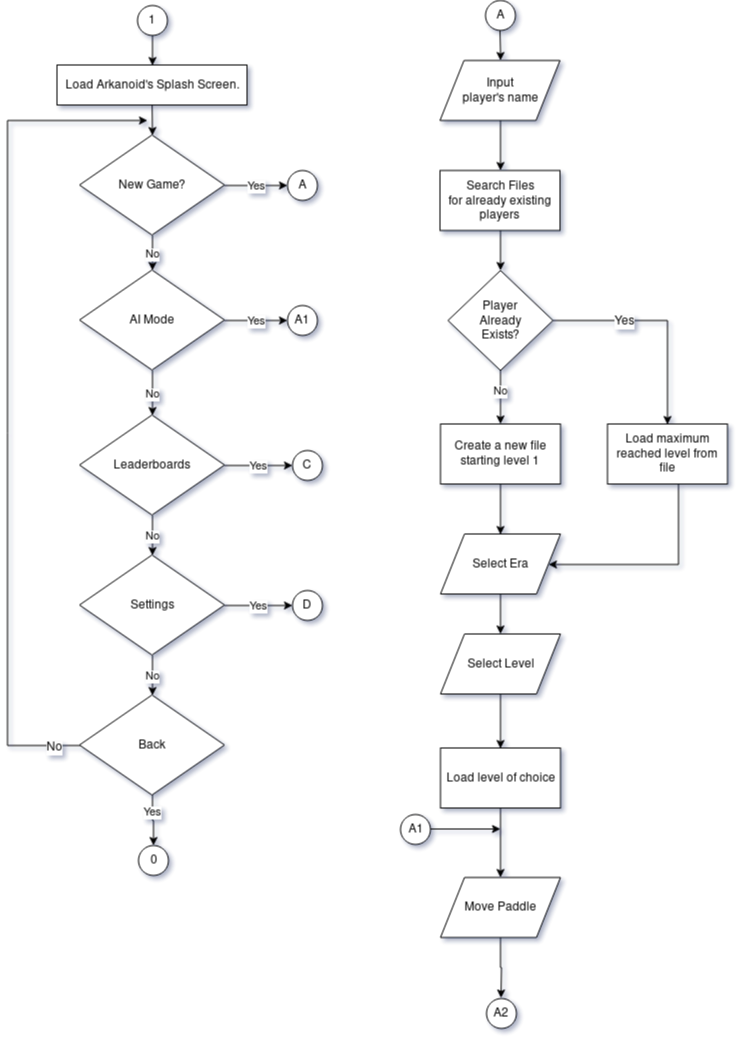 1
Load Arkanoid's Splash Screen.
New Game?
Yes
A
No
AI Mode
Yes
A1
No
Leaderboards
Yes
C
No
Settings
Yes
D
No
Back
No
Yes
0
A
Input
player's name
Search Files
for already existing
players
Player
Already
Exists?
Yes
No
Create a new file
starting level 1
Load maximum
reached level from
file
Select Era
Select Level
Load level of choice
A1
Move Paddle
A2